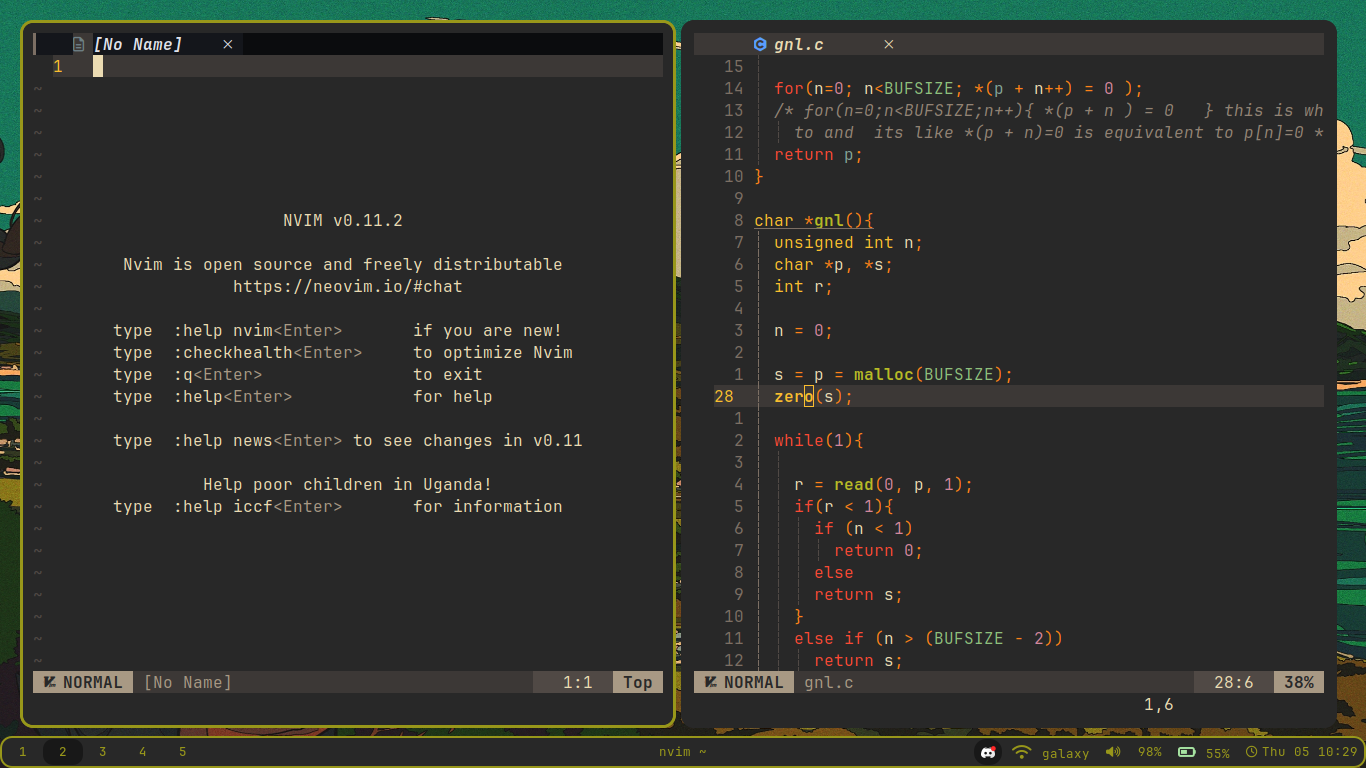 [No Name] ×
1
NVIM v0.11.2
Nvim is open source and freely distributable
https://neovim.io/#chat
type :help nvim<Enter> if you are new!
type :checkhealth<Enter> to optimize Nvim
type :q<Enter> to exit
type :help<Enter> for help
type :help news<Enter> to see changes in v0.11
Help poor children in Uganda!
type :help iccf<Enter> for information
NORMAL [No Name] 1:1 Top
gnl.c ×
15
14 for(n=0; n<BUFSIZE; *(p + n++) = 0 );
13 /* for(n=0;n<BUFSIZE;n++){ *(p + n ) = 0 } this is wh
12 to and its like *(p + n)=0 is equivalent to p[n]=0 *
11 return p;
10 }
9
8 char *gnl(){
7 unsigned int n;
6 char *p, *s;
5 int r;
4
3 n = 0;
2
1 s = p = malloc(BUFSIZE);
28 zero(s);
1
2 while(1){
3
4 r = read(0, p, 1);
5 if(r < 1){
6 if (n < 1)
7 return 0;
8 else
9 return s;
10 }
11 else if (n > (BUFSIZE - 2))
12 return s;
NORMAL gnl.c 28:6 38%
1,6
1 2 3 4 5 nvim ~ galaxy 98% 55% Thu 05 10:29